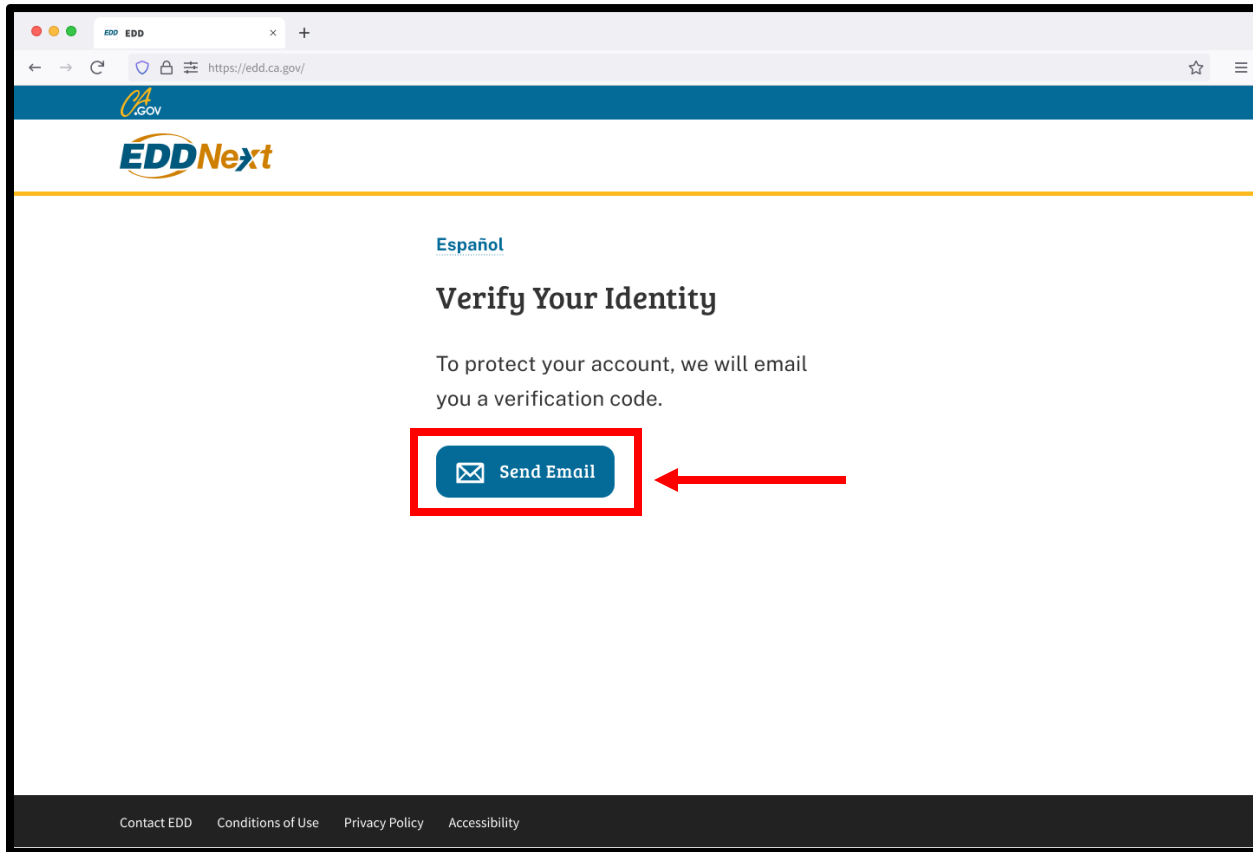 EDD EDD
https://edd.ca.gov/
CA.GOV
EDDNext
Español
Verify Your Identity
To protect your account, we will email
you a verification code.
Send Email
Contact EDD Conditions of Use Privacy Policy Accessibility